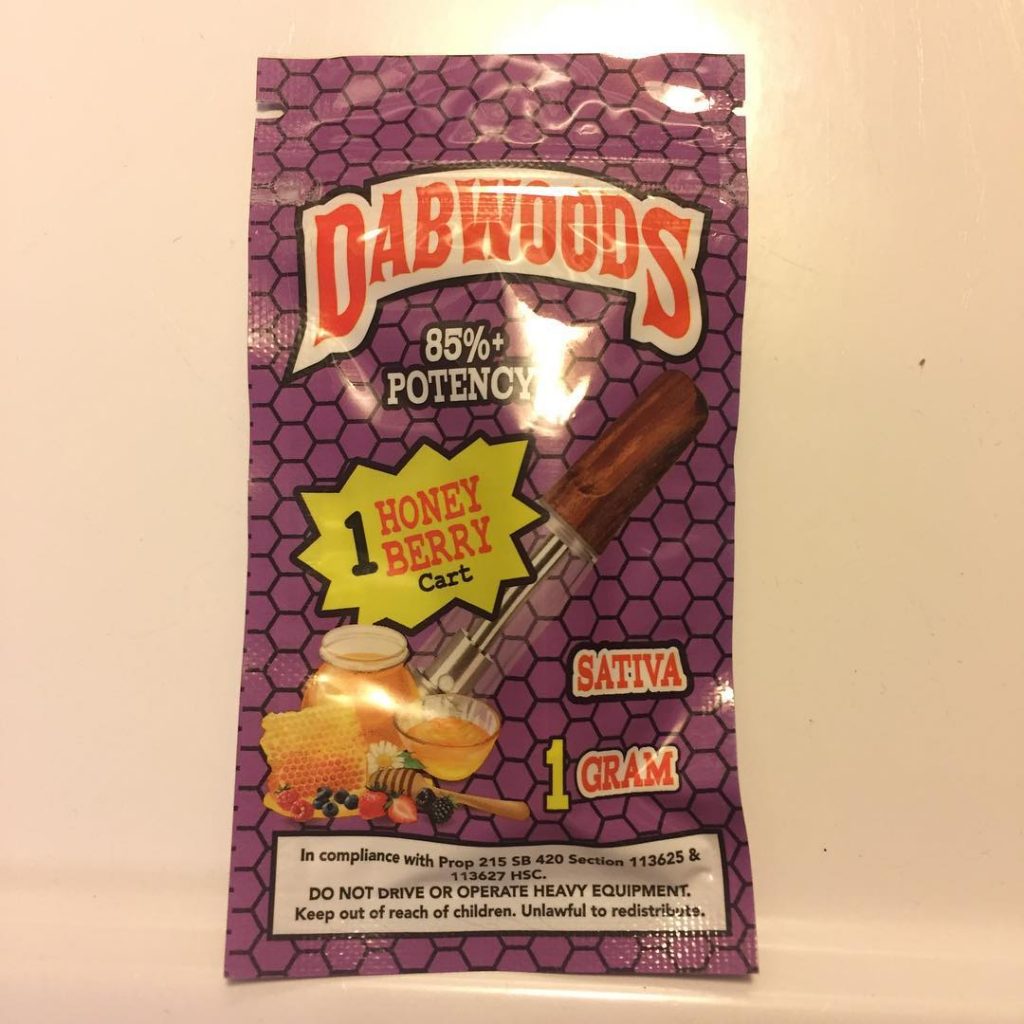 DABWOODS
85%+
POTENCY
1 HONEY
BERRY
Cart
SATIVA
1 GRAM
In compliance with Prop 215 SB 420 Section 113625 &
113627 HSC.
DO NOT DRIVE OR OPERATE HEAVY EQUIPMENT.
Keep out of reach of children. Unlawful to redistribute.